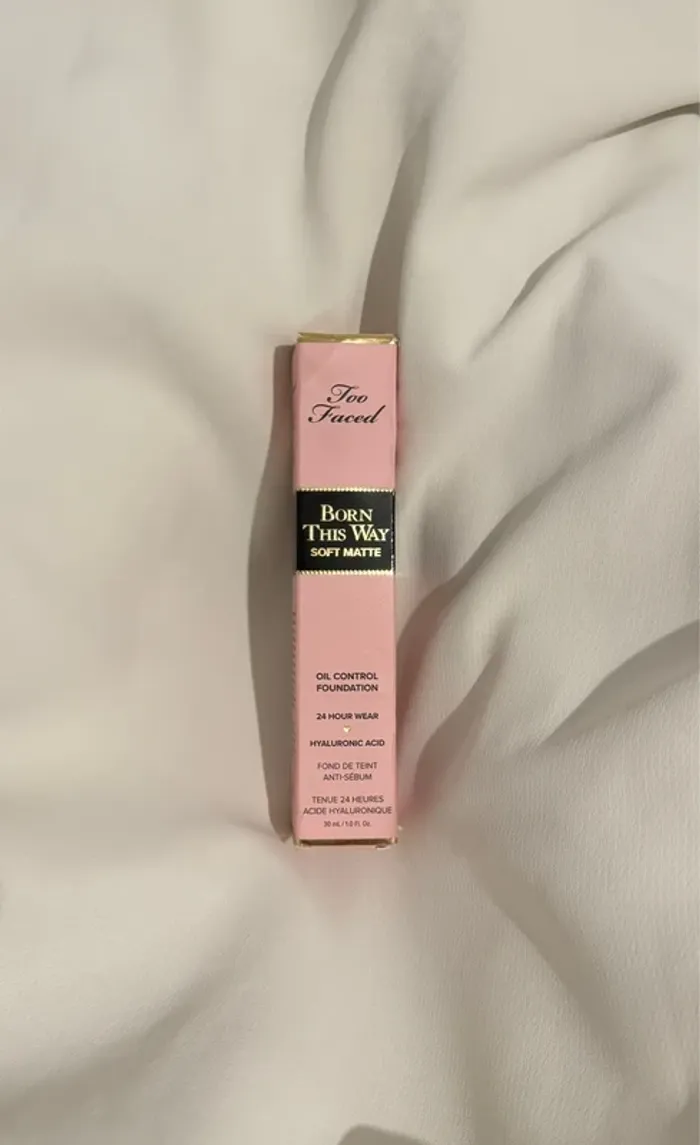 Too
Faced
BORN
THIS WAY
SOFT MATTE
OIL CONTROL
FOUNDATION
24 HOUR WEAR
HYALURONIC ACID
FOND DE TEINT
ANTI-SÉBUM
TENUE 24 HEURES
ACIDE HYALURONIQUE
30 mL / 1.0 Fl. Oz.